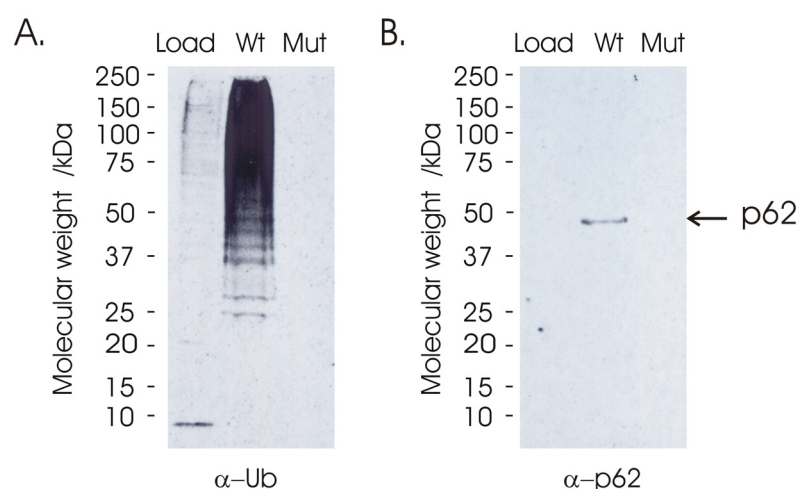 A.
Load Wt Mut
Molecular weight /kDa
250 -
150 -
100 -
75 -
50 -
37 -
25 -
20 -
15 -
10 -
α–Ub
B.
Load Wt Mut
Molecular weight /kDa
250 -
150 -
100 -
75 -
50 -
37 -
25 -
20 -
15 -
10 -
p62
α–p62